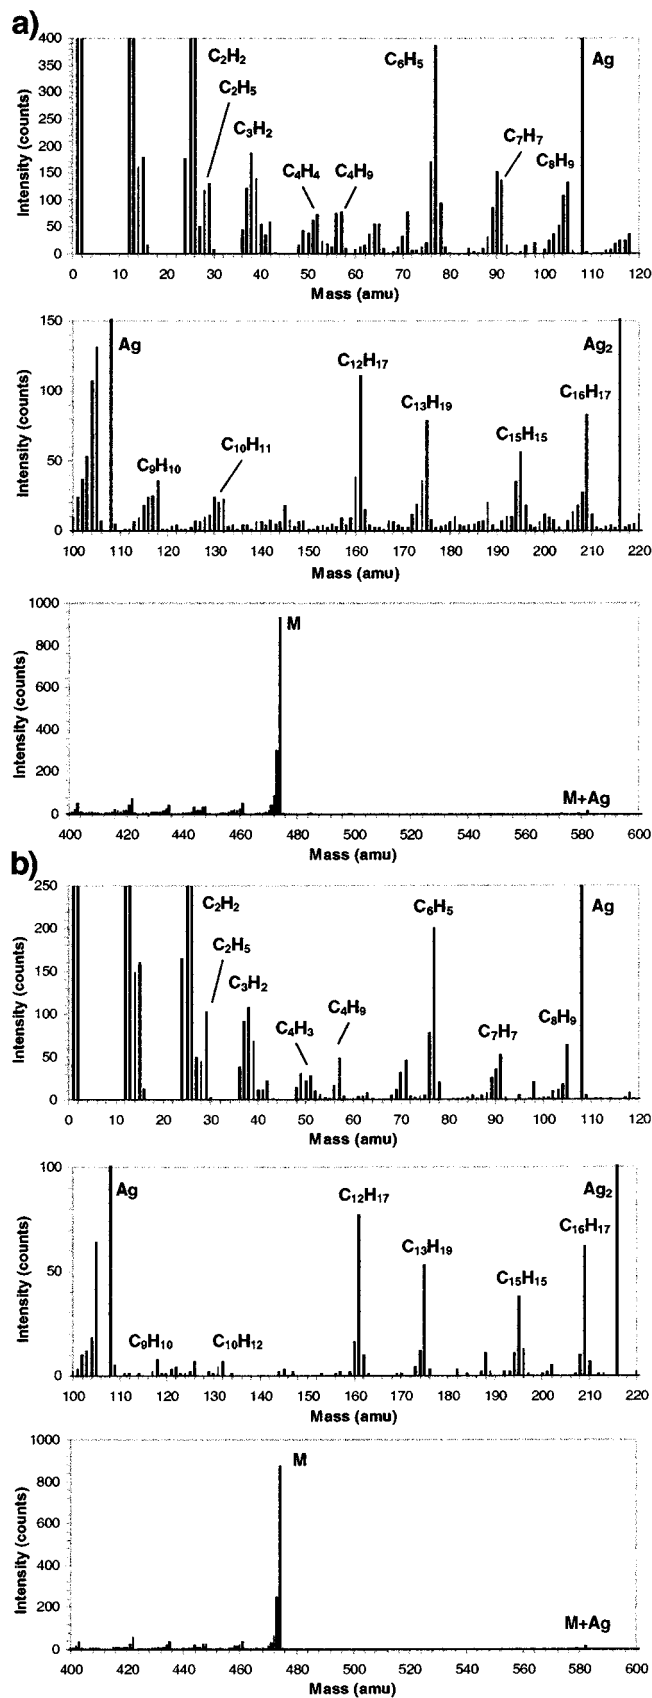 a)
400
350
300
250
200
150
100
50
0
Intensity (counts)
C2H2
C2H5
C3H2
C4H4
C4H9
C6H5
C7H7
C8H9
Ag
0 10 20 30 40 50 60 70 80 90 100 110 120
Mass (amu)
150
100
50
0
Intensity (counts)
Ag
C9H10
C10H11
C12H17
C13H19
C15H15
C16H17
Ag2
100 110 120 130 140 150 160 170 180 190 200 210 220
Mass (amu)
1000
800
600
400
200
0
Intensity (counts)
M
M+Ag
400 420 440 460 480 500 520 540 560 580 600
Mass (amu)
b)
250
200
150
100
50
0
Intensity (counts)
C2H2
C2H5
C3H2
C4H3
C4H9
C6H5
C7H7
C8H9
Ag
0 10 20 30 40 50 60 70 80 90 100 110 120
Mass (amu)
100
50
0
Intensity (counts)
Ag
C9H10
C10H12
C12H17
C13H19
C15H15
C16H17
Ag2
100 110 120 130 140 150 160 170 180 190 200 210 220
Mass (amu)
1000
800
600
400
200
0
Intensity (counts)
M
M+Ag
400 420 440 460 480 500 520 540 560 580 600
Mass (amu)